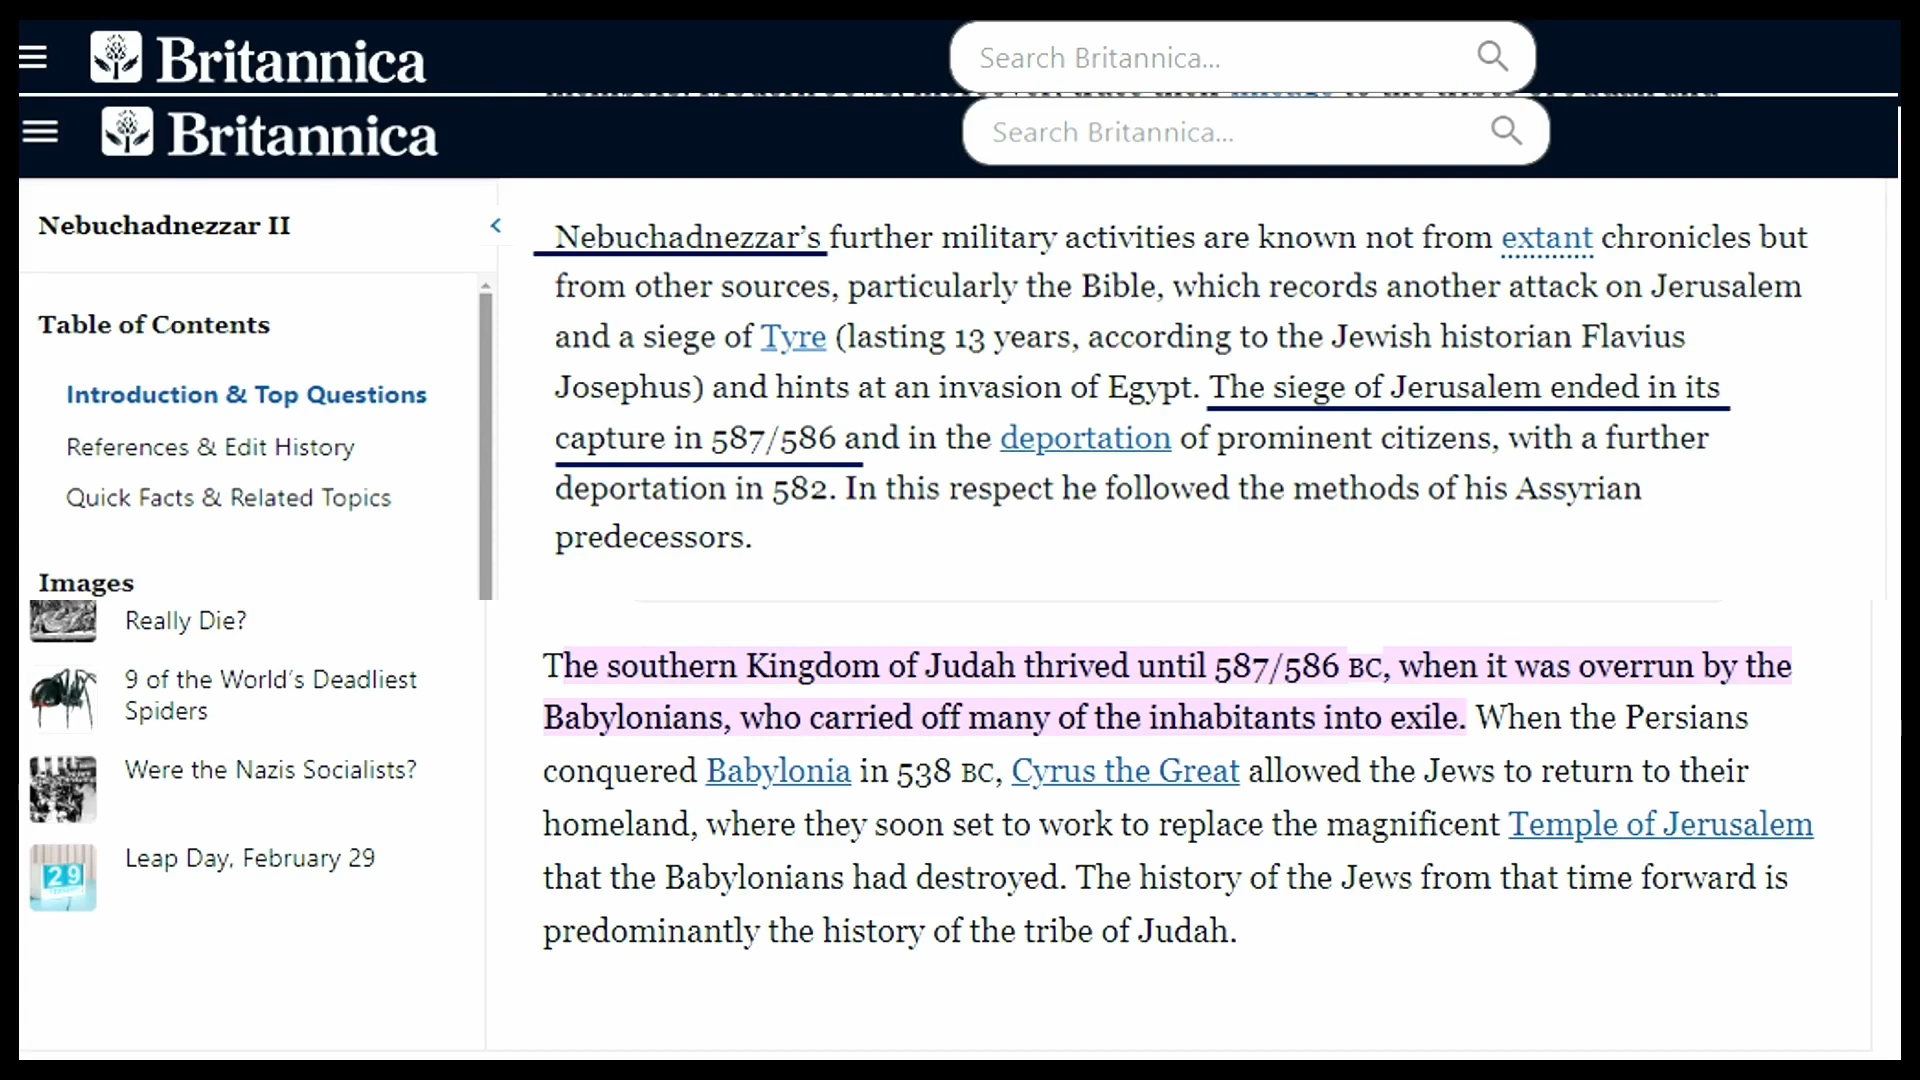 Britannica
Search Britannica...
Britannica
Search Britannica...
Nebuchadnezzar II
Table of Contents
Introduction & Top Questions
References & Edit History
Quick Facts & Related Topics
Images
Really Die?
9 of the World's Deadliest
Spiders
Were the Nazis Socialists?
29
Leap Day, February 29
Nebuchadnezzar's further military activities are known not from extant chronicles but
from other sources, particularly the Bible, which records another attack on Jerusalem
and a siege of Tyre (lasting 13 years, according to the Jewish historian Flavius
Josephus) and hints at an invasion of Egypt. The siege of Jerusalem ended in its
capture in 587/586 and in the deportation of prominent citizens, with a further
deportation in 582. In this respect he followed the methods of his Assyrian
predecessors.
The southern Kingdom of Judah thrived until 587/586 BC, when it was overrun by the
Babylonians, who carried off many of the inhabitants into exile. When the Persians
conquered Babylonia in 538 BC, Cyrus the Great allowed the Jews to return to their
homeland, where they soon set to work to replace the magnificent Temple of Jerusalem
that the Babylonians had destroyed. The history of the Jews from that time forward is
predominantly the history of the tribe of Judah.